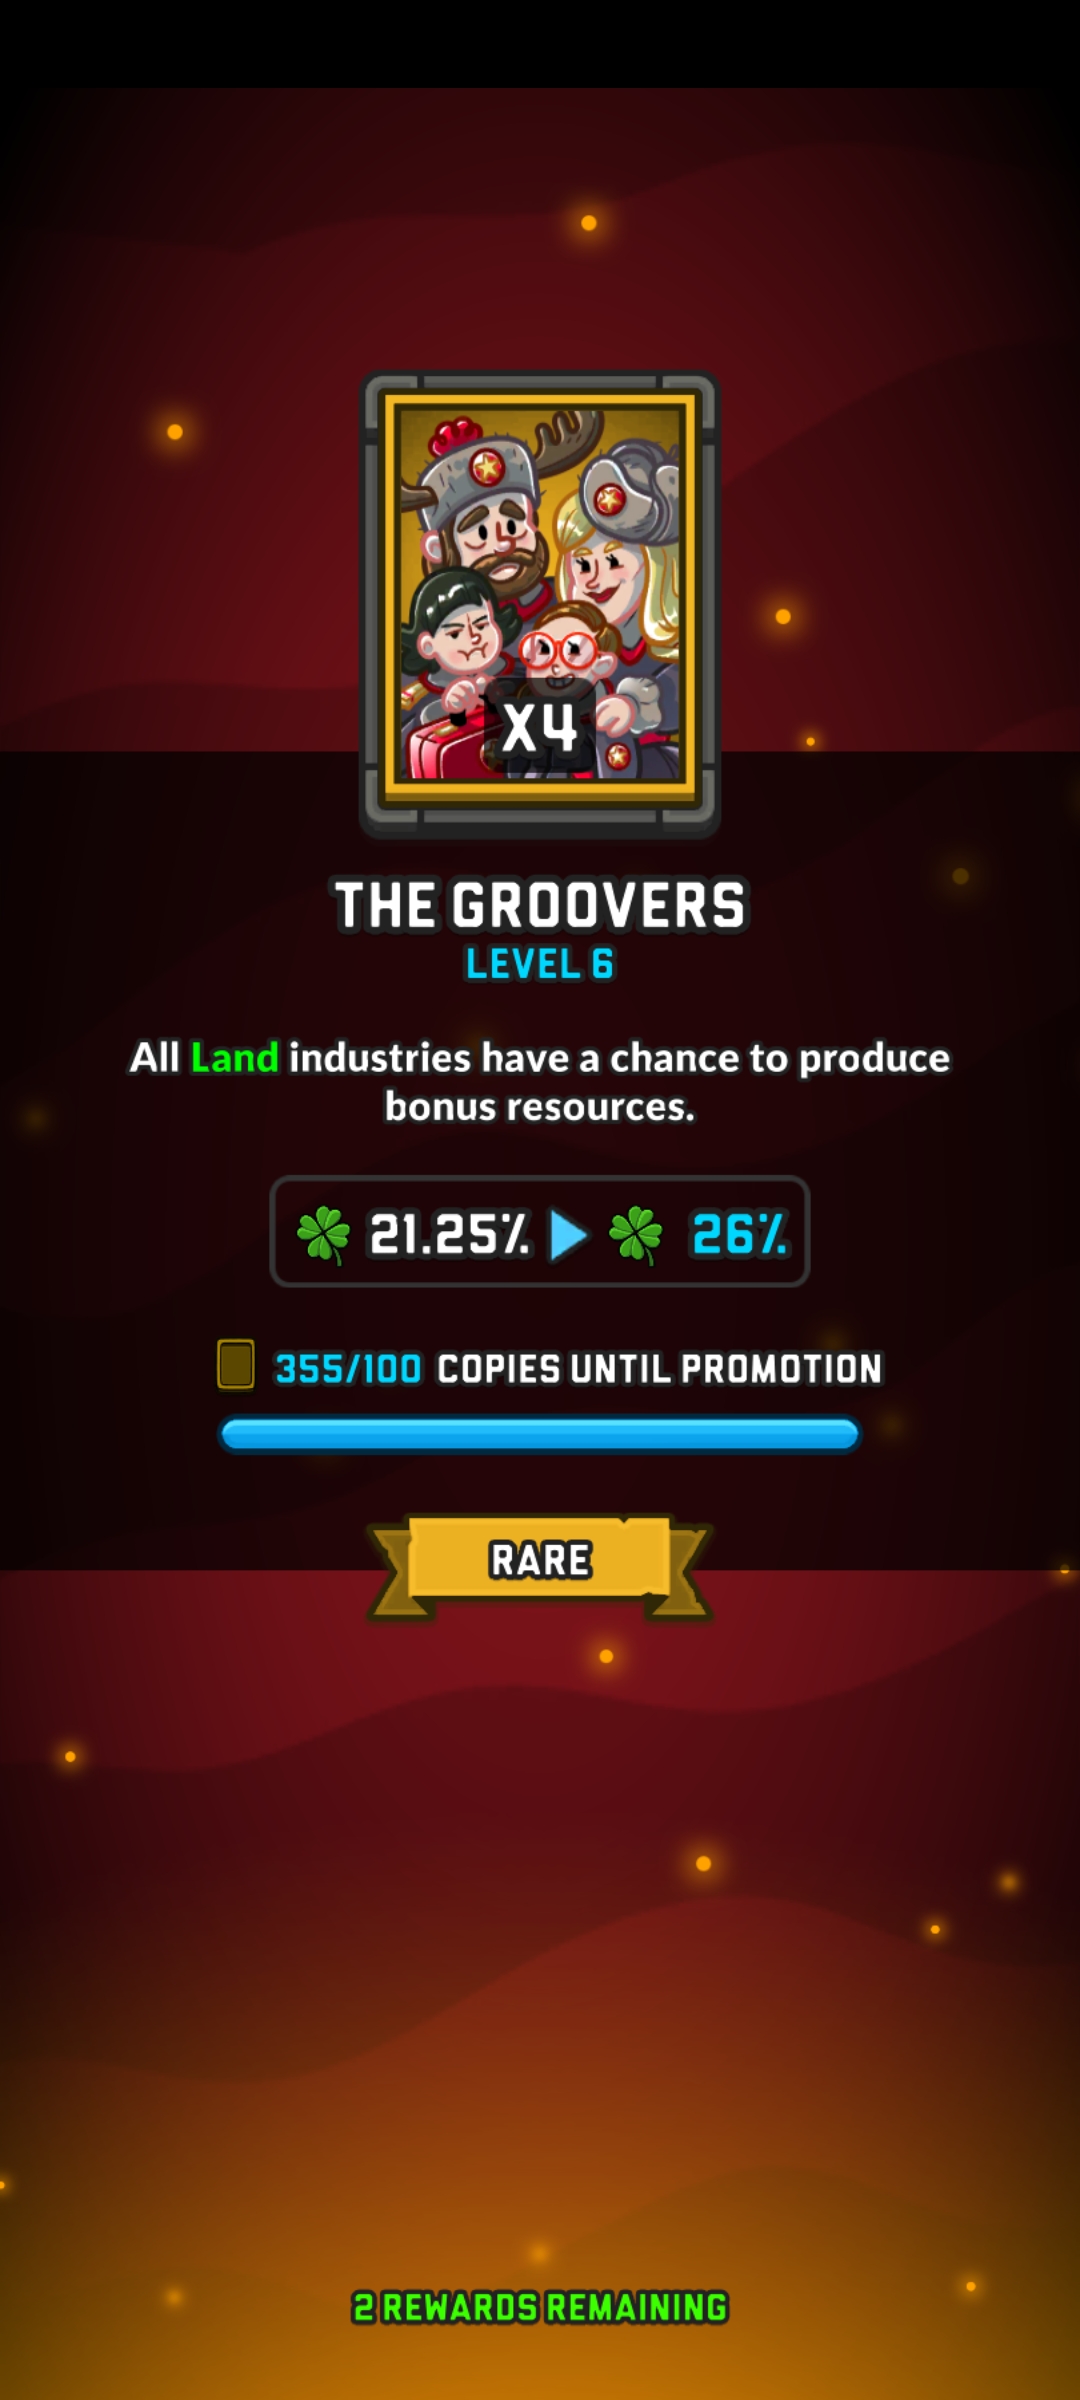 X4
THE GROOVERS
LEVEL 6
All Land industries have a chance to produce
bonus resources.
21.25% 26%
355/100 COPIES UNTIL PROMOTION
RARE
2 REWARDS REMAINING